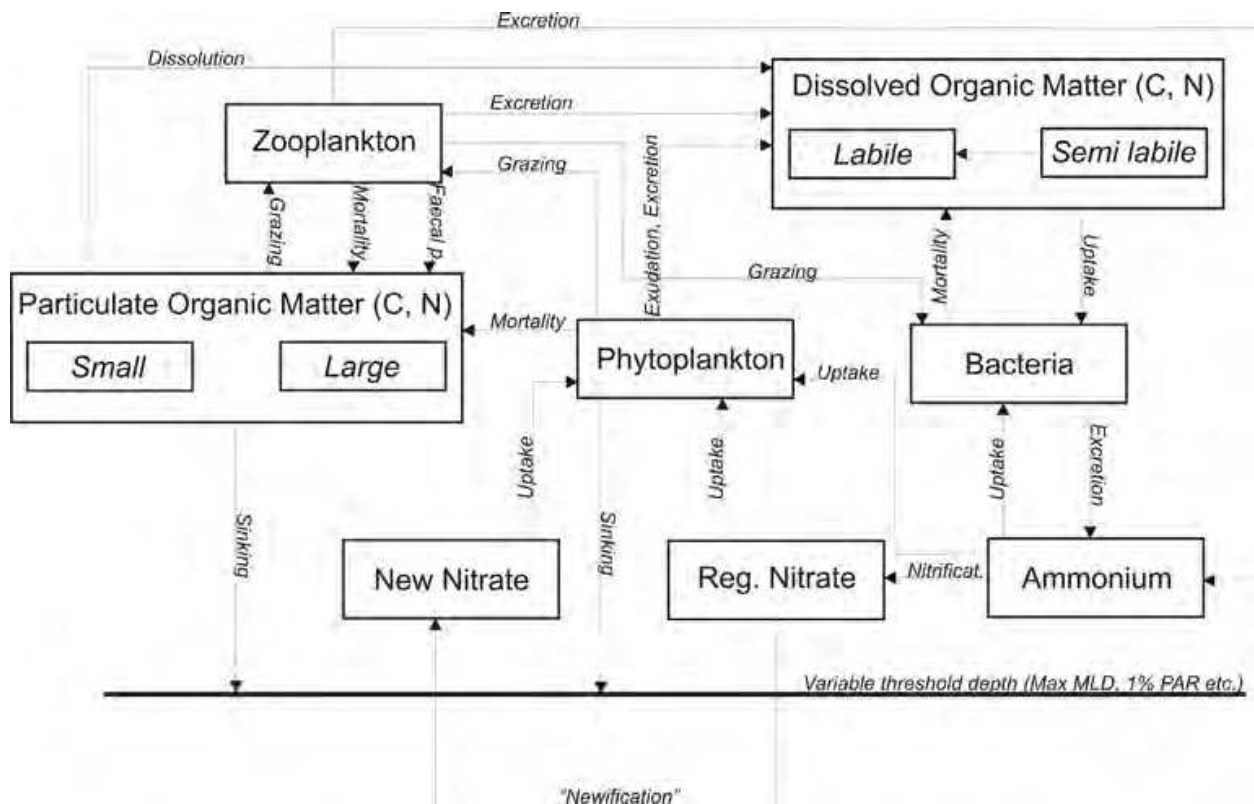 Excretion
Dissolution
Dissolved Organic Matter (C, N)
Excretion
Zooplankton
Labile
Semi labile
Grazing
Grazing
Mortality
Faecal p.
Exudation, Excretion
Mortality
Uptake
Grazing
Particulate Organic Matter (C, N)
Mortality
Small
Large
Phytoplankton
Uptake
Bacteria
Uptake
Uptake
Uptake
Excretion
Sinking
Sinking
New Nitrate
Reg. Nitrate
Nitrificat.
Ammonium
Variable threshold depth (Max MLD, 1% PAR etc.)
"Newification"